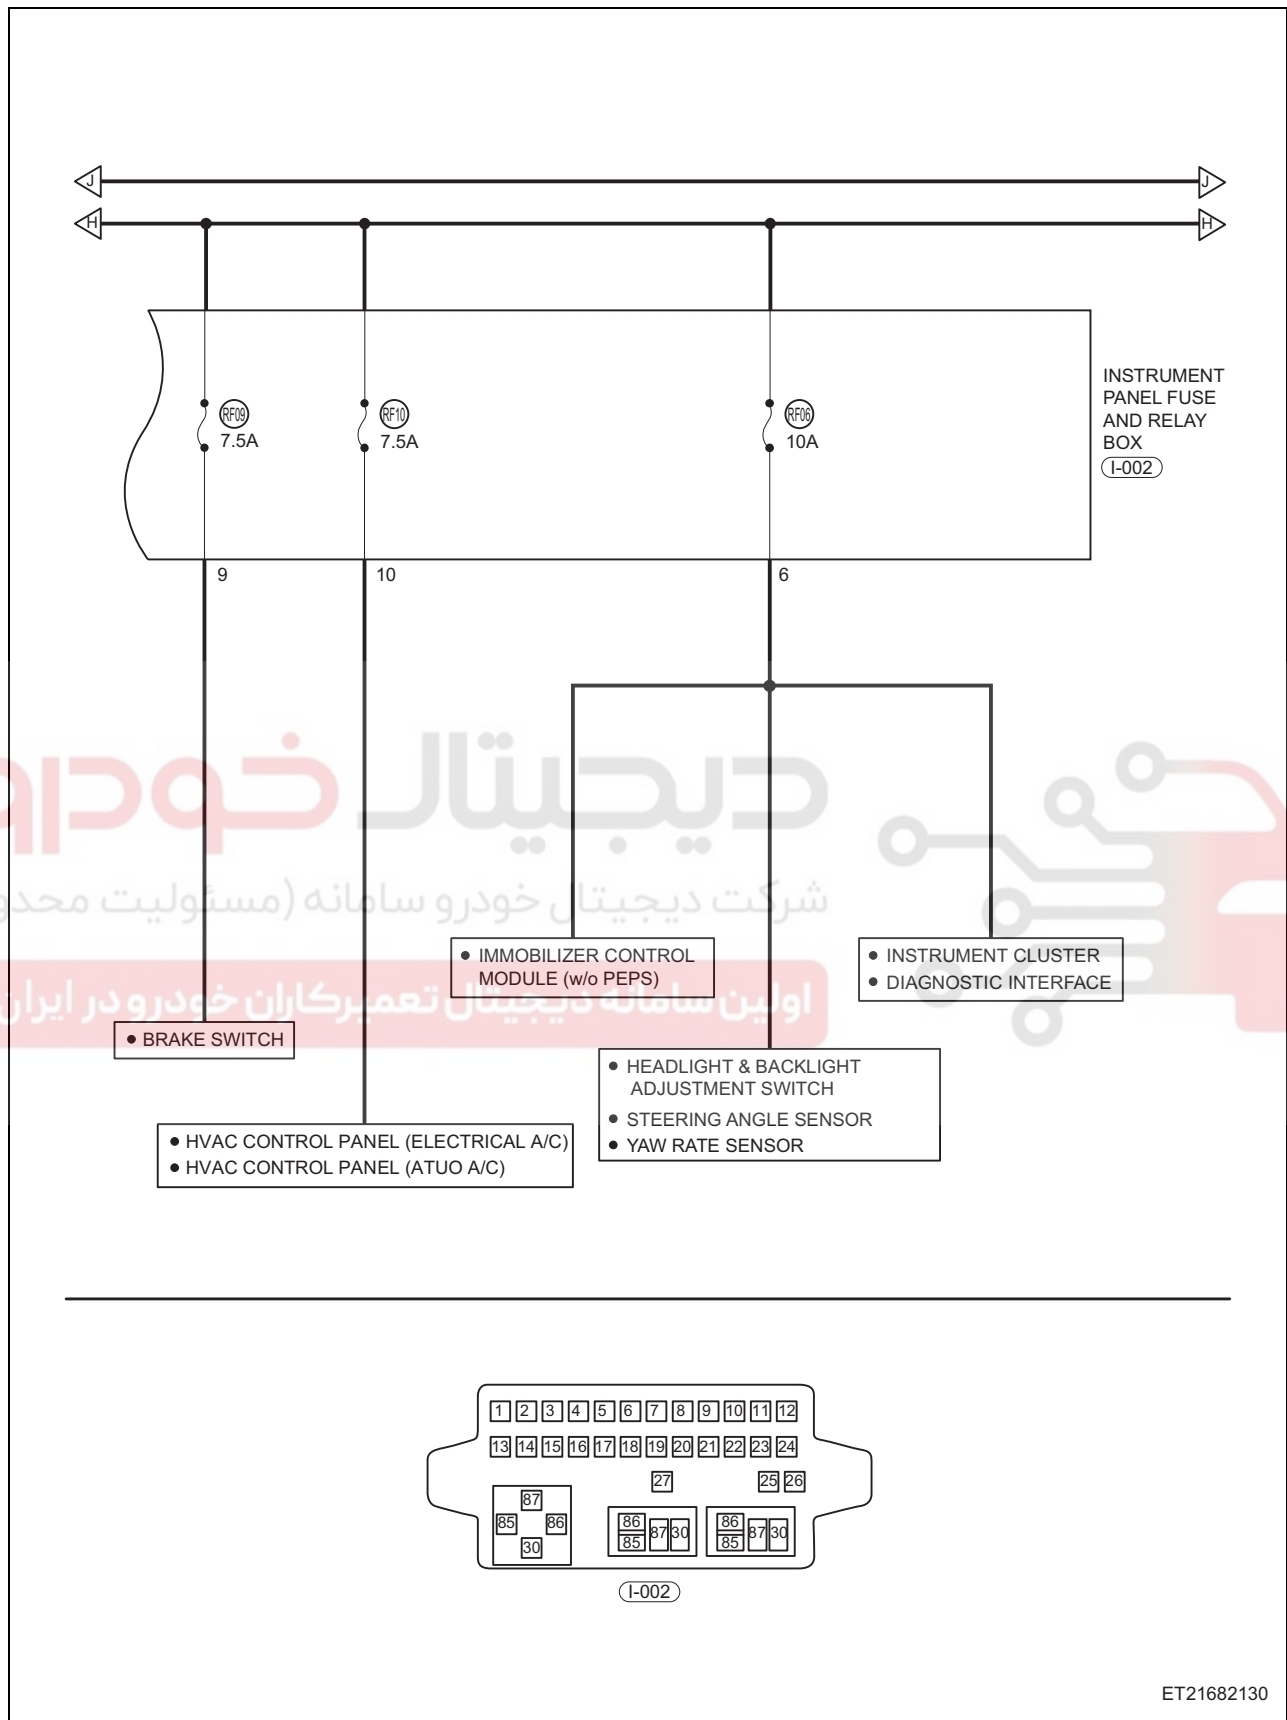 J J
H H
RF09
7.5A
RF10
7.5A
RF06
10A
INSTRUMENT
PANEL FUSE
AND RELAY
BOX
I-002
9 10 6
دیجیتال خودرو
شرکت دیجیتال خودرو سامانه (مسئولیت
اولین سامانه دیجیتال تعمیرکاران خودرو در ایران
● IMMOBILIZER CONTROL
MODULE (w/o PEPS)
● INSTRUMENT CLUSTER
● DIAGNOSTIC INTERFACE
● BRAKE SWITCH
● HEADLIGHT & BACKLIGHT
ADJUSTMENT SWITCH
● STEERING ANGLE SENSOR
● YAW RATE SENSOR
● HVAC CONTROL PANEL (ELECTRICAL A/C)
● HVAC CONTROL PANEL (ATUO A/C)
1 2 3 4 5 6 7 8 9 10 11 12
13 14 15 16 17 18 19 20 21 22 23 24
27 25 26
87
85 86
30
86
85
87 30
86
85
87 30
I-002
ET21682130